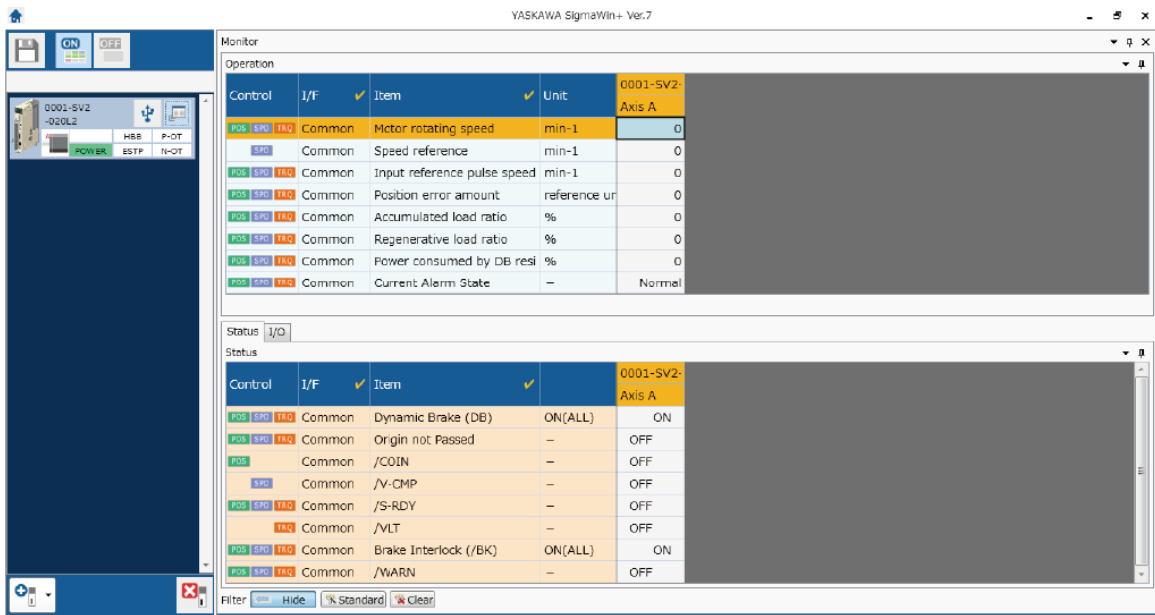 YASKAWA SigmaWin+ Ver.7
ON OFF
0001-SV2
-020L2
HBB P-OT
POWER ESTP N-OT
Monitor
Operation
Control I/F Item Unit 0001-SV2-
Axis A
POS SPD TRQ Common Motor rotating speed min-1 0
SPD Common Speed reference min-1 0
POS SPD TRQ Common Input reference pulse speed min-1 0
POS SPD TRQ Common Position error amount reference ur 0
POS SPD TRQ Common Accumulated load ratio % 0
POS SPD TRQ Common Regenerative load ratio % 0
POS SPD TRQ Common Power consumed by DB resi % 0
POS SPD TRQ Common Current Alarm State – Normal
Status I/O
Status
Control I/F Item 0001-SV2-
Axis A
POS SPD TRQ Common Dynamic Brake (DB) ON(ALL) ON
POS SPD TRQ Common Origin not Passed – OFF
POS Common /COIN – OFF
SPD Common /V-CMP – OFF
POS SPD TRQ Common /S-RDY – OFF
TRQ Common /VLT – OFF
POS SPD TRQ Common Brake Interlock (/BK) ON(ALL) ON
POS SPD TRQ Common /WARN – OFF
Filter Hide Standard Clear